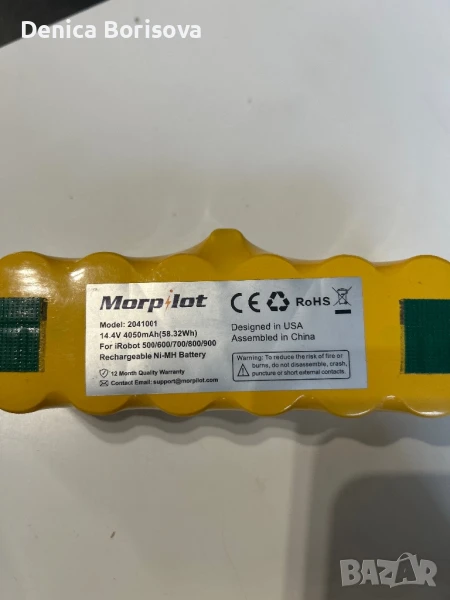 Denica Borisova
Morpilot
Model: 2041001
14.4V 4050mAh(58.32Wh)
For iRobot 500/600/700/800/900
Rechargeable Ni-MH Battery
12 Month Quality Warranty
Contact Email: support@morpilot.com
CE RoHS
Designed in USA
Assembled in China
Warning: To reduce the risk of fire or
burns, do not disassemble, crash,
puncture or short external contacts.
BAZAR.bg